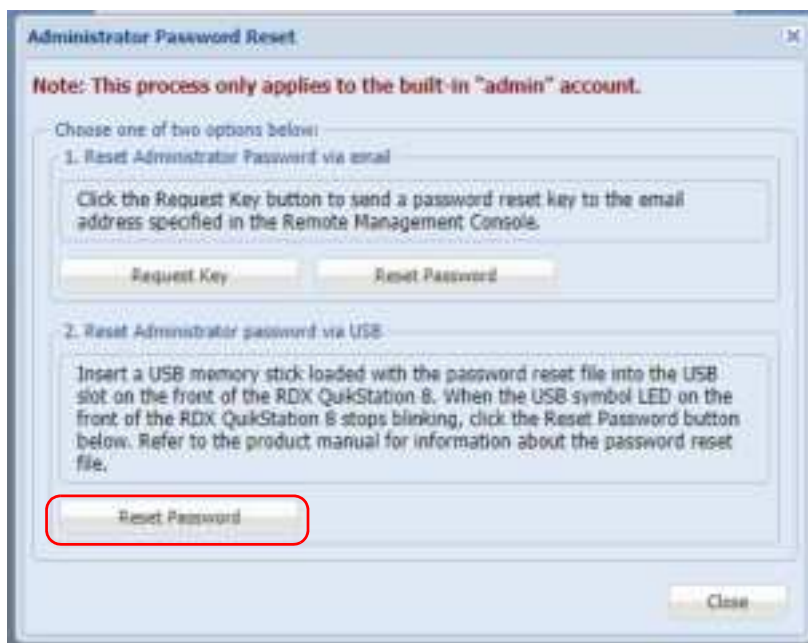 Administrator Password Reset
Note: This process only applies to the built-in "admin" account.
Choose one of two options below:
1. Reset Administrator Password via email
Click the Request Key button to send a password reset key to the email
address specified in the Remote Management Console.
Request Key
Reset Password
2. Reset Administrator password via USB
Insert a USB memory stick loaded with the password reset file into the USB
slot on the front of the RDX QuikStation 8. When the USB symbol LED on the
front of the RDX QuikStation 8 stops blinking, click the Reset Password button
below. Refer to the product manual for information about the password reset
file.
Reset Password
Close